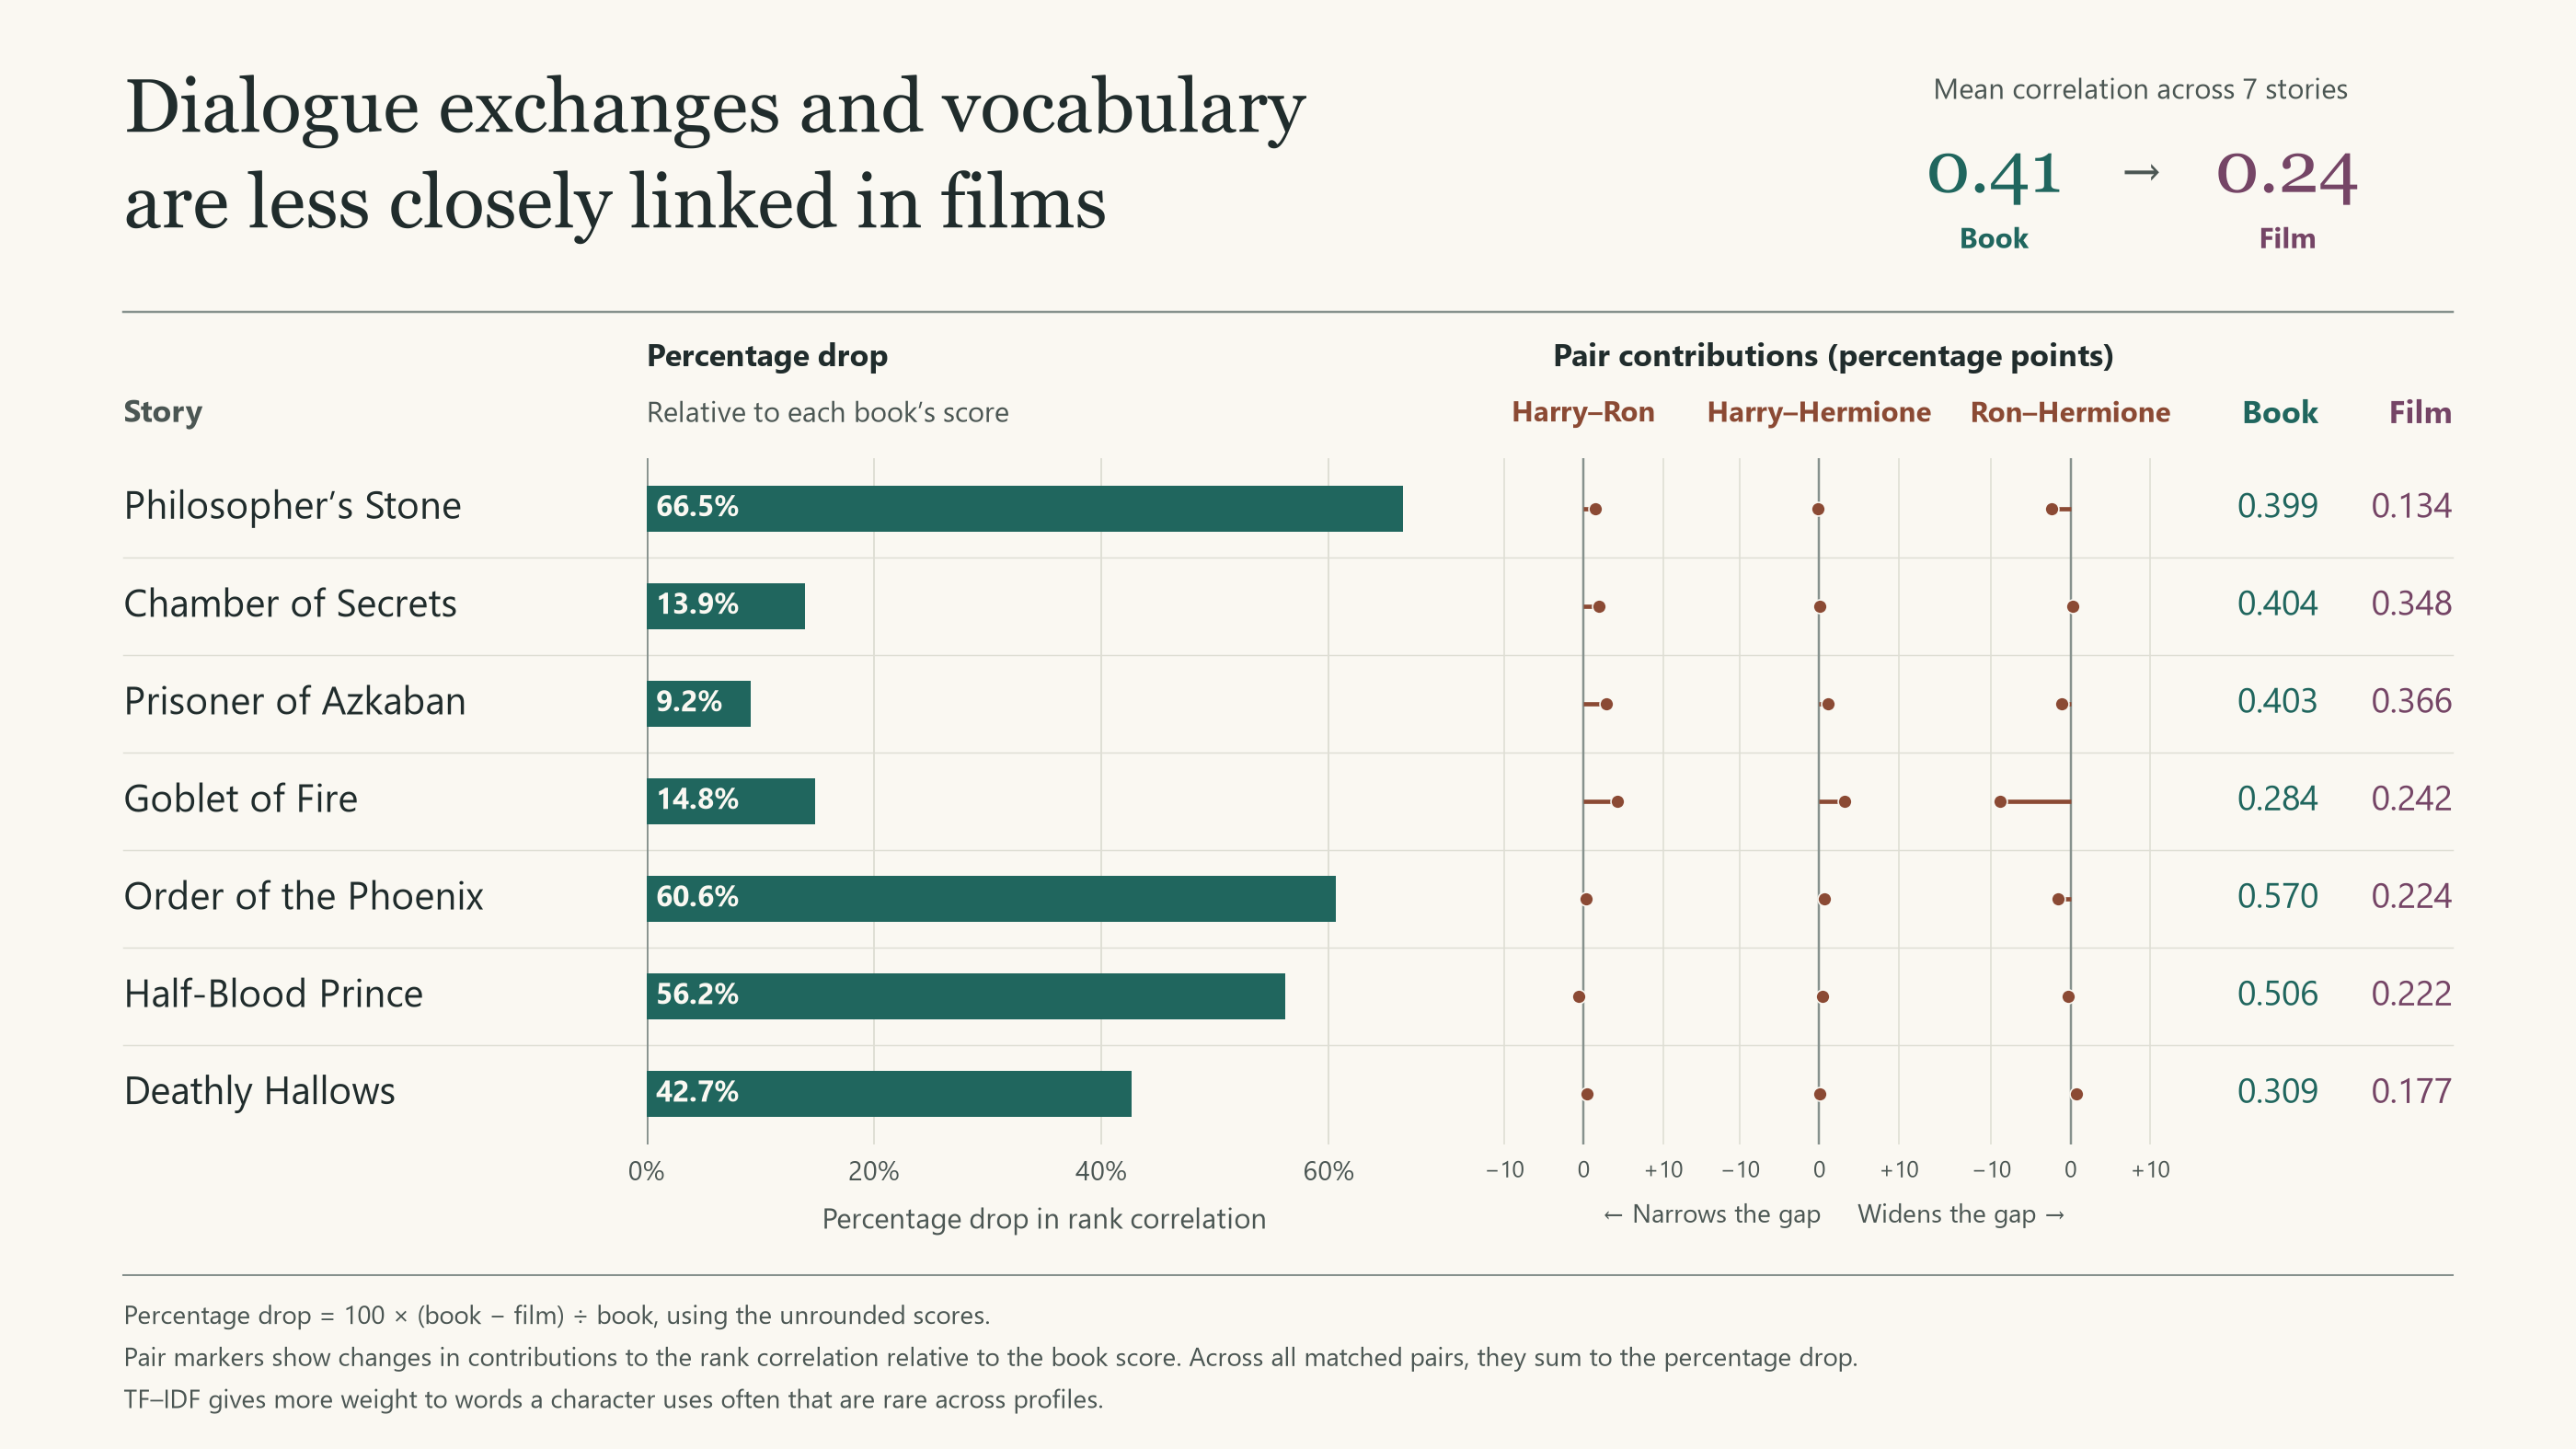 Dialogue exchanges and vocabulary
are less closely linked in films
Mean correlation across 7 stories
0.41 → 0.24
Book Film
Percentage drop
Pair contributions (percentage points)
Story Relative to each book’s score Harry–Ron Harry–Hermione Ron–Hermione Book Film
Philosopher’s Stone 66.5% 0.399 0.134
Chamber of Secrets 13.9% 0.404 0.348
Prisoner of Azkaban 9.2% 0.403 0.366
Goblet of Fire 14.8% 0.284 0.242
Order of the Phoenix 60.6% 0.570 0.224
Half-Blood Prince 56.2% 0.506 0.222
Deathly Hallows 42.7% 0.309 0.177
0% 20% 40% 60% −10 0 +10 −10 0 +10 −10 0 +10
Percentage drop in rank correlation
← Narrows the gap Widens the gap →
Percentage drop = 100 × (book − film) ÷ book, using the unrounded scores.
Pair markers show changes in contributions to the rank correlation relative to the book score. Across all matched pairs, they sum to the percentage drop.
TF–IDF gives more weight to words a character uses often that are rare across profiles.